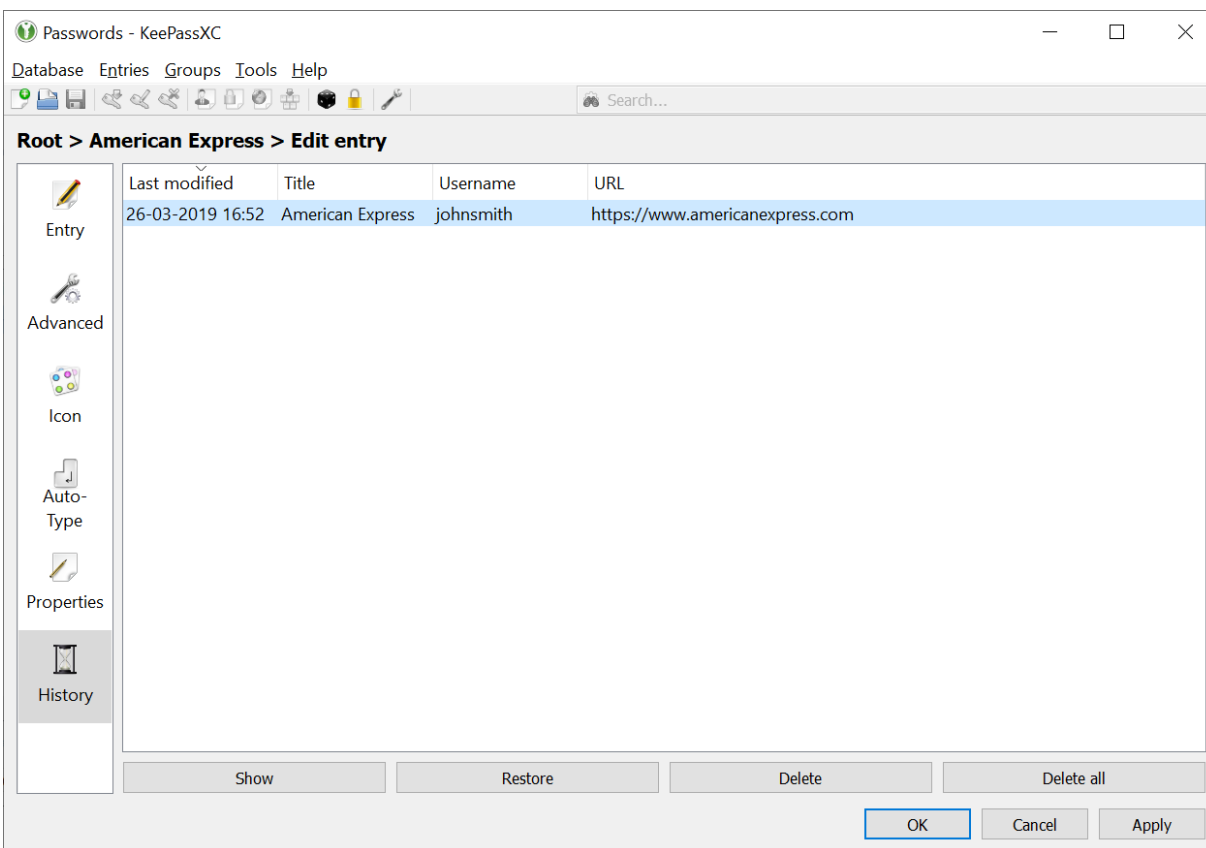 Passwords - KeePassXC
Database Entries Groups Tools Help
Search...
Root > American Express > Edit entry
Entry
Advanced
Icon
Auto-
Type
Properties
History
Last modified Title Username URL
26-03-2019 16:52 American Express johnsmith https://www.americanexpress.com
Show Restore Delete Delete all
OK Cancel Apply